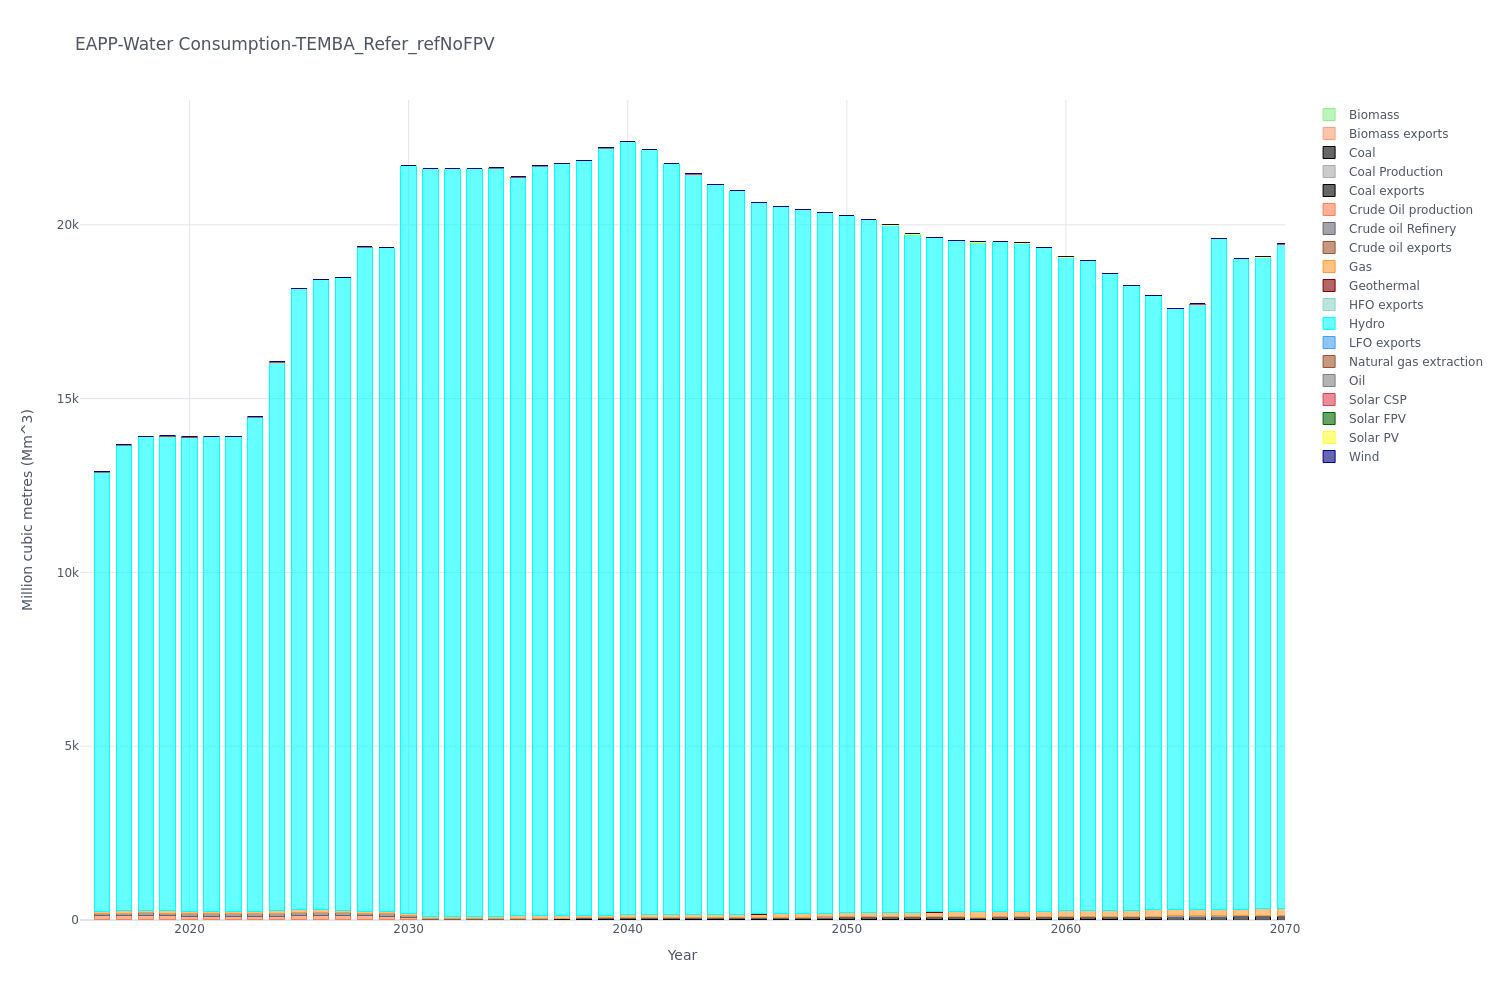 EAPP-Water Consumption-TEMBA_Refer_refNoFPV
Million cubic metres (Mm^3)
20k
15k
10k
5k
0
2020
2030
2040
2050
2060
2070
Year
Biomass
Biomass exports
Coal
Coal Production
Coal exports
Crude Oil production
Crude oil Refinery
Crude oil exports
Gas
Geothermal
HFO exports
Hydro
LFO exports
Natural gas extraction
Oil
Solar CSP
Solar FPV
Solar PV
Wind